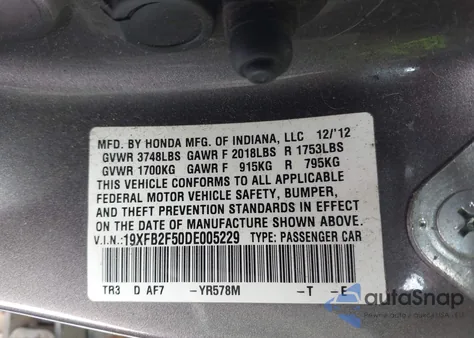 MFD. BY HONDA MFG. OF INDIANA, LLC 12/'12
GVWR 3748LBS GAWR F 2018LBS R 1753LBS
GVWR 1700KG GAWR F 915KG R 795KG
THIS VEHICLE CONFORMS TO ALL APPLICABLE
FEDERAL MOTOR VEHICLE SAFETY, BUMPER,
AND THEFT PREVENTION STANDARDS IN EFFECT
ON THE DATE OF MANUFACTURE SHOWN ABOVE.
V.I.N.:19XFB2F50DE005229 TYPE: PASSENGER CAR
TR3 D AF7 -YR578M -T -E
autoSnap